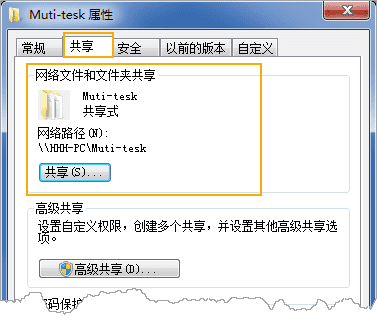 Muti-tesk 属性
常规
共享
安全
以前的版本
自定义
网络文件和文件夹共享
Muti-tesk
共享式
网络路径(N):
\\HHH-PC\Muti-tesk
共享(S)...
高级共享
设置自定义权限，创建多个共享，并设置其他高级共享选
项。
高级共享(D)...
密码保护